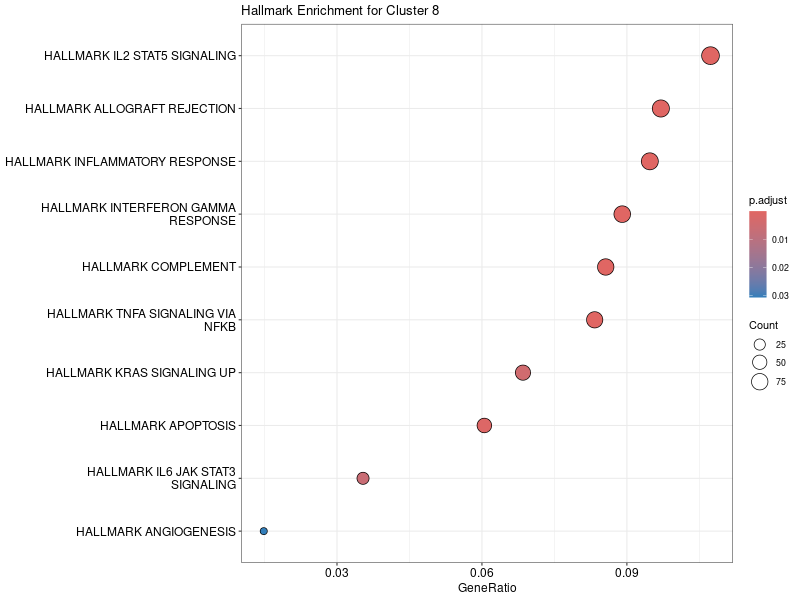 Hallmark Enrichment for Cluster 8
HALLMARK IL2 STAT5 SIGNALING
HALLMARK ALLOGRAFT REJECTION
HALLMARK INFLAMMATORY RESPONSE
HALLMARK INTERFERON GAMMA
RESPONSE
HALLMARK COMPLEMENT
HALLMARK TNFA SIGNALING VIA
NFKB
HALLMARK KRAS SIGNALING UP
HALLMARK APOPTOSIS
HALLMARK IL6 JAK STAT3
SIGNALING
HALLMARK ANGIOGENESIS
0.03 0.06 0.09
GeneRatio
p.adjust
0.01
0.02
0.03
Count
25
50
75